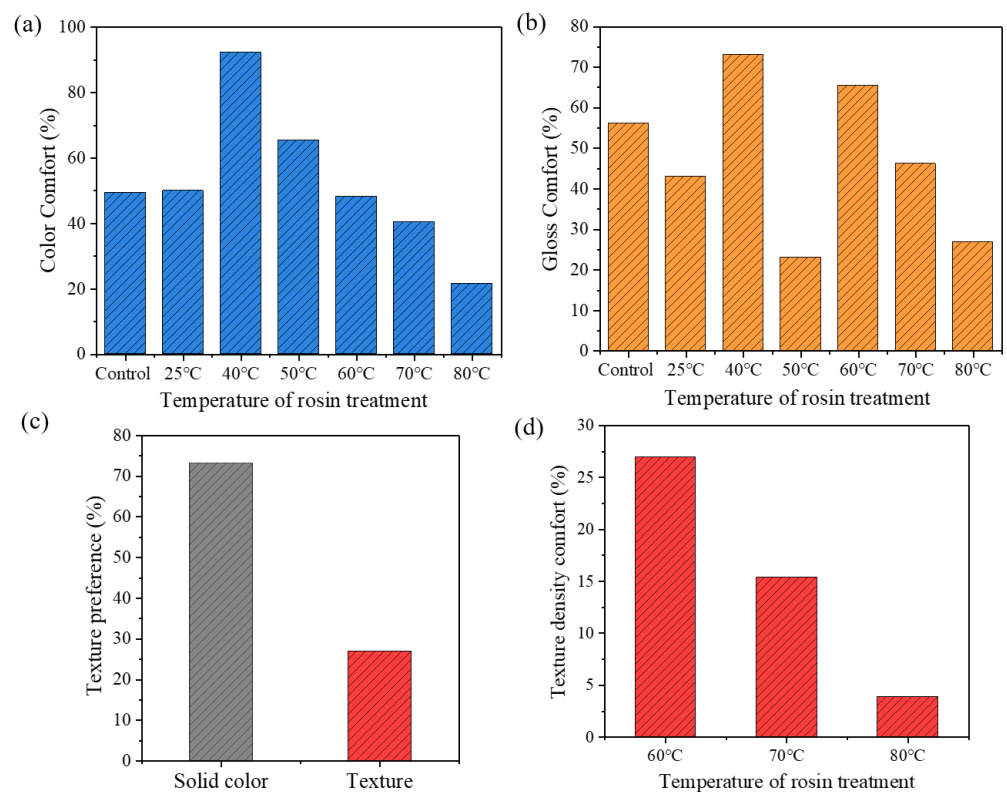 (a)
Color Comfort (%)
100
80
60
40
20
0
Control 25°C 40°C 50°C 60°C 70°C 80°C
Temperature of rosin treatment
(b)
Gloss Comfort (%)
80
70
60
50
40
30
20
10
0
Control 25°C 40°C 50°C 60°C 70°C 80°C
Temperature of rosin treatment
(c)
Texture preference (%)
80
70
60
50
40
30
20
10
0
Solid color Texture
(d)
Texture density comfort (%)
30
25
20
15
10
5
0
60°C 70°C 80°C
Temperature of rosin treatment